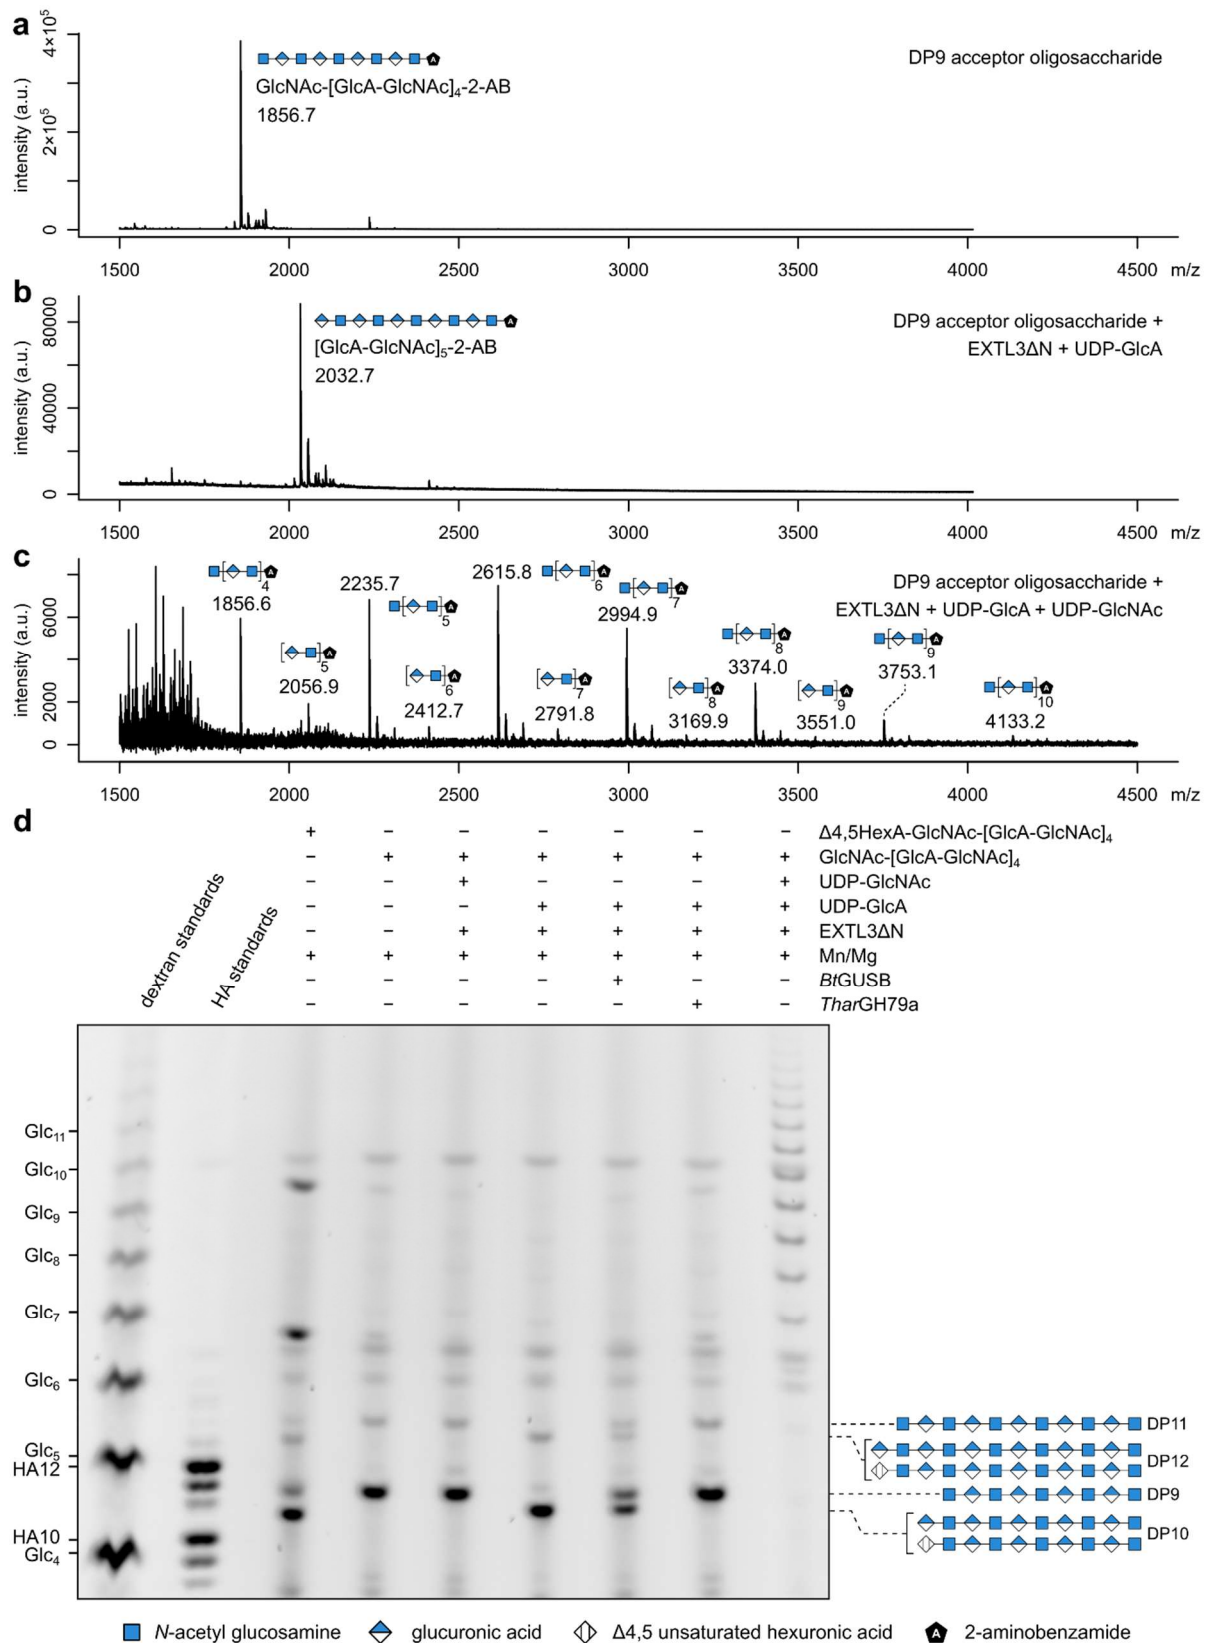 a
4×10⁵
2×10⁵
0
intensity (a.u.)
GlcNAc-[GlcA-GlcNAc]₄-2-AB
1856.7
DP9 acceptor oligosaccharide
1500 2000 2500 3000 3500 4000 4500 m/z
b
80000
40000
0
intensity (a.u.)
[GlcA-GlcNAc]₅-2-AB
2032.7
DP9 acceptor oligosaccharide +
EXTL3ΔN + UDP-GlcA
1500 2000 2500 3000 3500 4000 4500 m/z
c
6000
2000
0
intensity (a.u.)
A
[ ]₄
1856.6
[ ]₅
2056.9
2235.7
[ ]₅
[ ]₆
2412.7
2615.8
[ ]₆
[ ]₇
2791.8
[ ]₇
2994.9
[ ]₈
3169.9
[ ]₈
3374.0
[ ]₉
3551.0
[ ]₉
3753.1
[ ]₁₀
4133.2
DP9 acceptor oligosaccharide +
EXTL3ΔN + UDP-GlcA + UDP-GlcNAc
1500 2000 2500 3000 3500 4000 4500 m/z
d
dextran standards
HA standards
+ – – – – – – Δ4,5HexA-GlcNAc-[GlcA-GlcNAc]₄
– + + + + + + GlcNAc-[GlcA-GlcNAc]₄
– – + – – – + UDP-GlcNAc
– – – + + + + UDP-GlcA
– – + + + + + EXTL3ΔN
+ + + + + + + Mn/Mg
– – – – + – – BtGUSB
– – – – – + – TharGH79a
Glc₁₁
Glc₁₀
Glc₉
Glc₈
Glc₇
Glc₆
Glc₅
HA12
HA10
Glc₄
DP11
DP12
DP9
DP10
N-acetyl glucosamine glucuronic acid Δ4,5 unsaturated hexuronic acid A 2-aminobenzamide